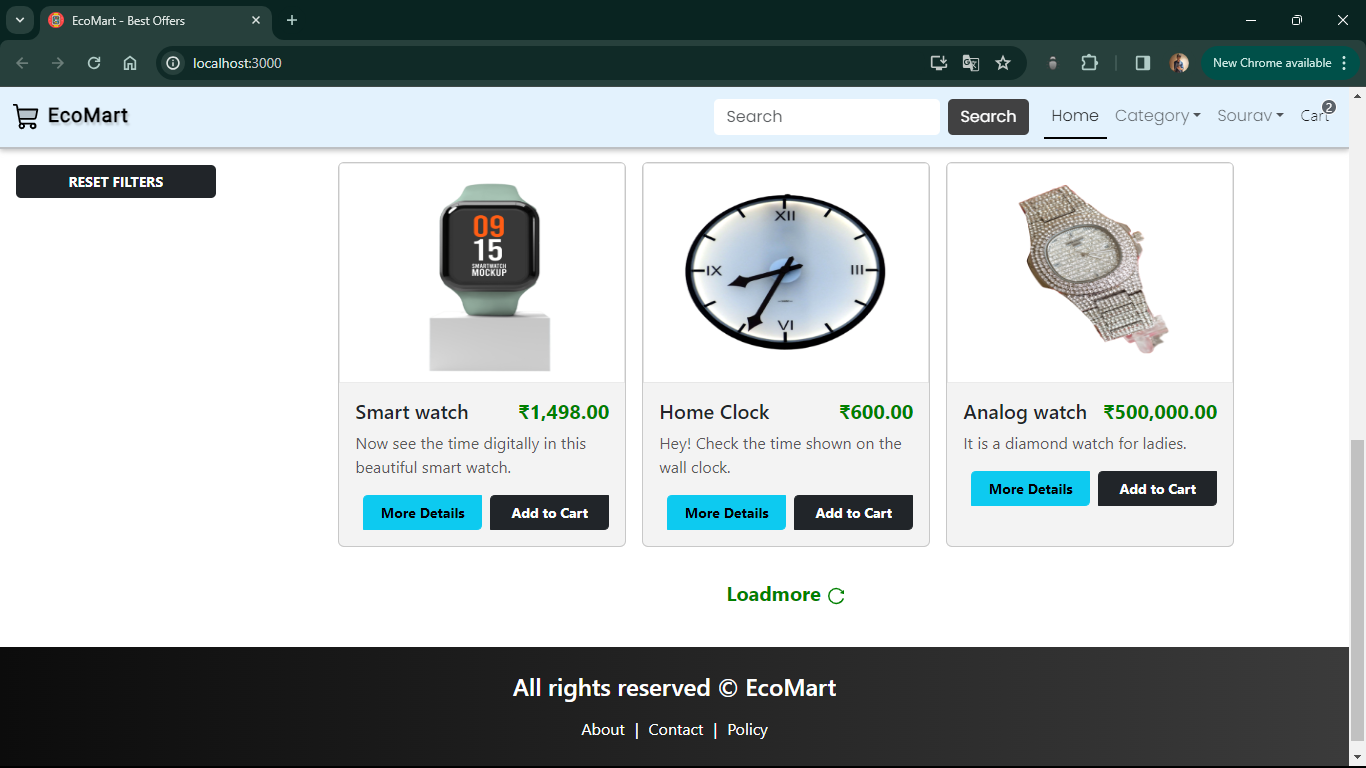 EcoMart - Best Offers
localhost:3000
New Chrome available
EcoMart
Search
Search
Home
Category
Sourav
Cart
2
RESET FILTERS
09
15
SMARTWATCH
MOCKUP
XII
IX
III
VI
Smart watch ₹1,498.00
Now see the time digitally in this
beautiful smart watch.
More Details
Add to Cart
Home Clock ₹600.00
Hey! Check the time shown on the
wall clock.
More Details
Add to Cart
Analog watch ₹500,000.00
It is a diamond watch for ladies.
More Details
Add to Cart
Loadmore
All rights reserved © EcoMart
About | Contact | Policy